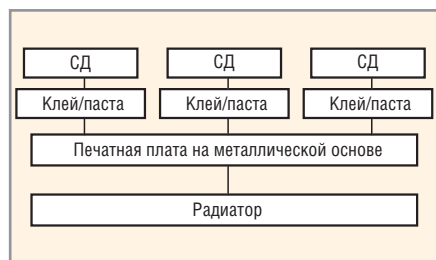 СД СД СД
Клей/паста Клей/паста Клей/паста
Печатная плата на металлической основе
Радиатор